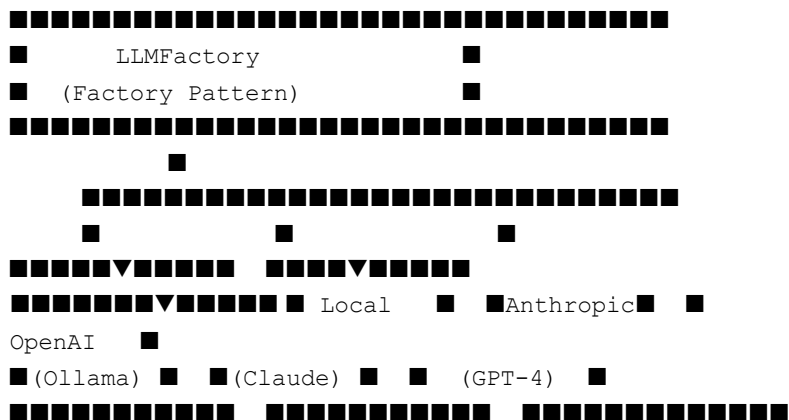 LLMFactory
(Factory Pattern)
Local Anthropic
OpenAI
(Ollama) (Claude) (GPT-4)